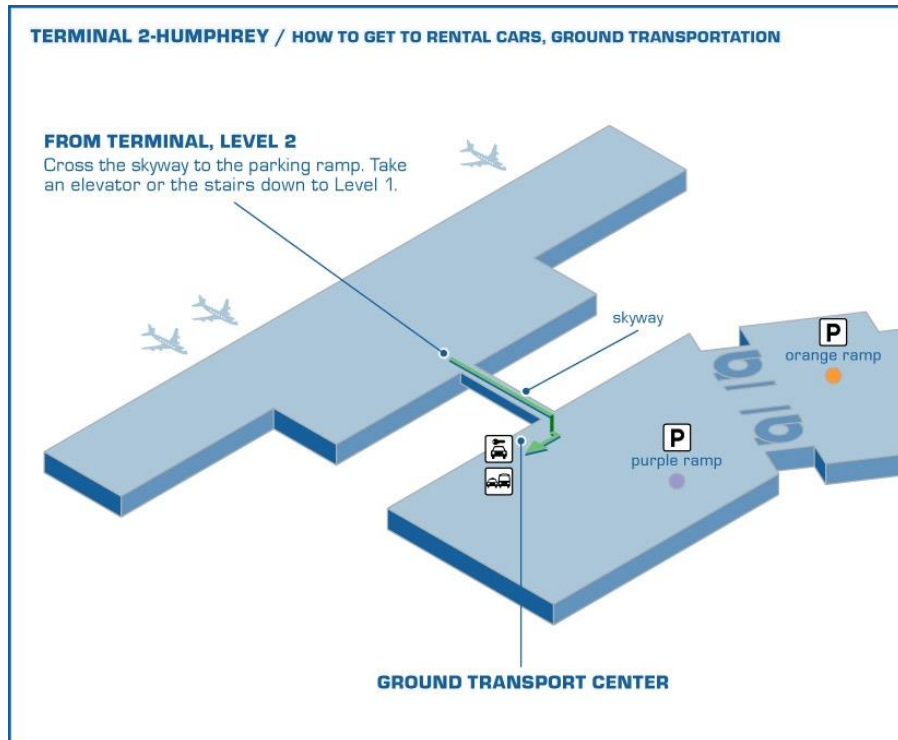 TERMINAL 2-HUMPHREY / HOW TO GET TO RENTAL CARS, GROUND TRANSPORTATION
FROM TERMINAL, LEVEL 2
Cross the skyway to the parking ramp. Take
an elevator or the stairs down to Level 1.
skyway
P
orange ramp
P
purple ramp
GROUND TRANSPORT CENTER